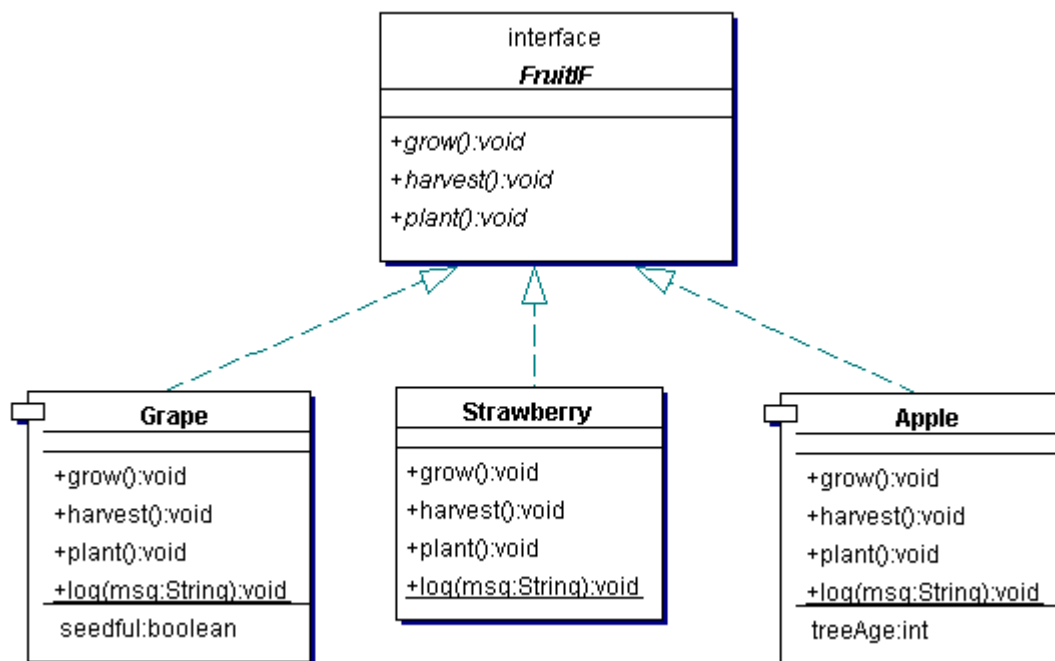 interface
FruitIF
+grow():void
+harvest():void
+plant():void
Grape
+grow():void
+harvest():void
+plant():void
+log(msg:String):void
seedful:boolean
Strawberry
+grow():void
+harvest():void
+plant():void
+log(msg:String):void
Apple
+grow():void
+harvest():void
+plant():void
+log(msg:String):void
treeAge:int